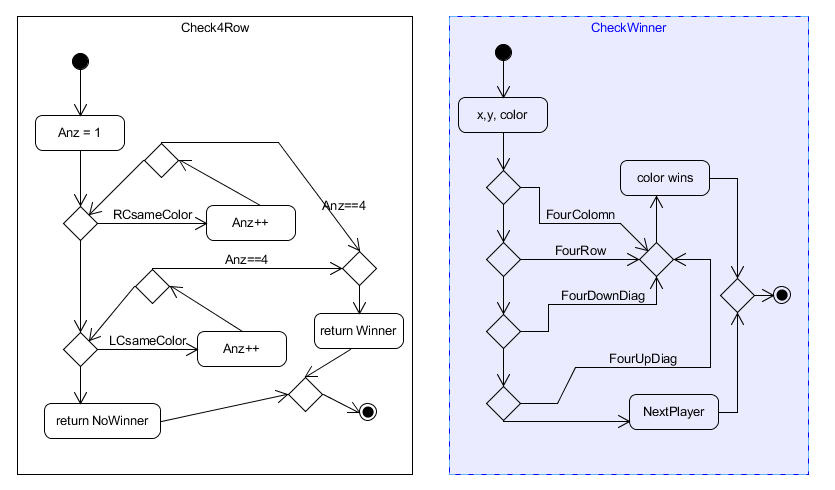 Check4Row
Anz = 1
RCsameColor
Anz++
Anz==4
Anz==4
LCsameColor
Anz++
return Winner
return NoWinner
CheckWinner
x,y, color
color wins
FourColomn
FourRow
FourDownDiag
FourUpDiag
NextPlayer